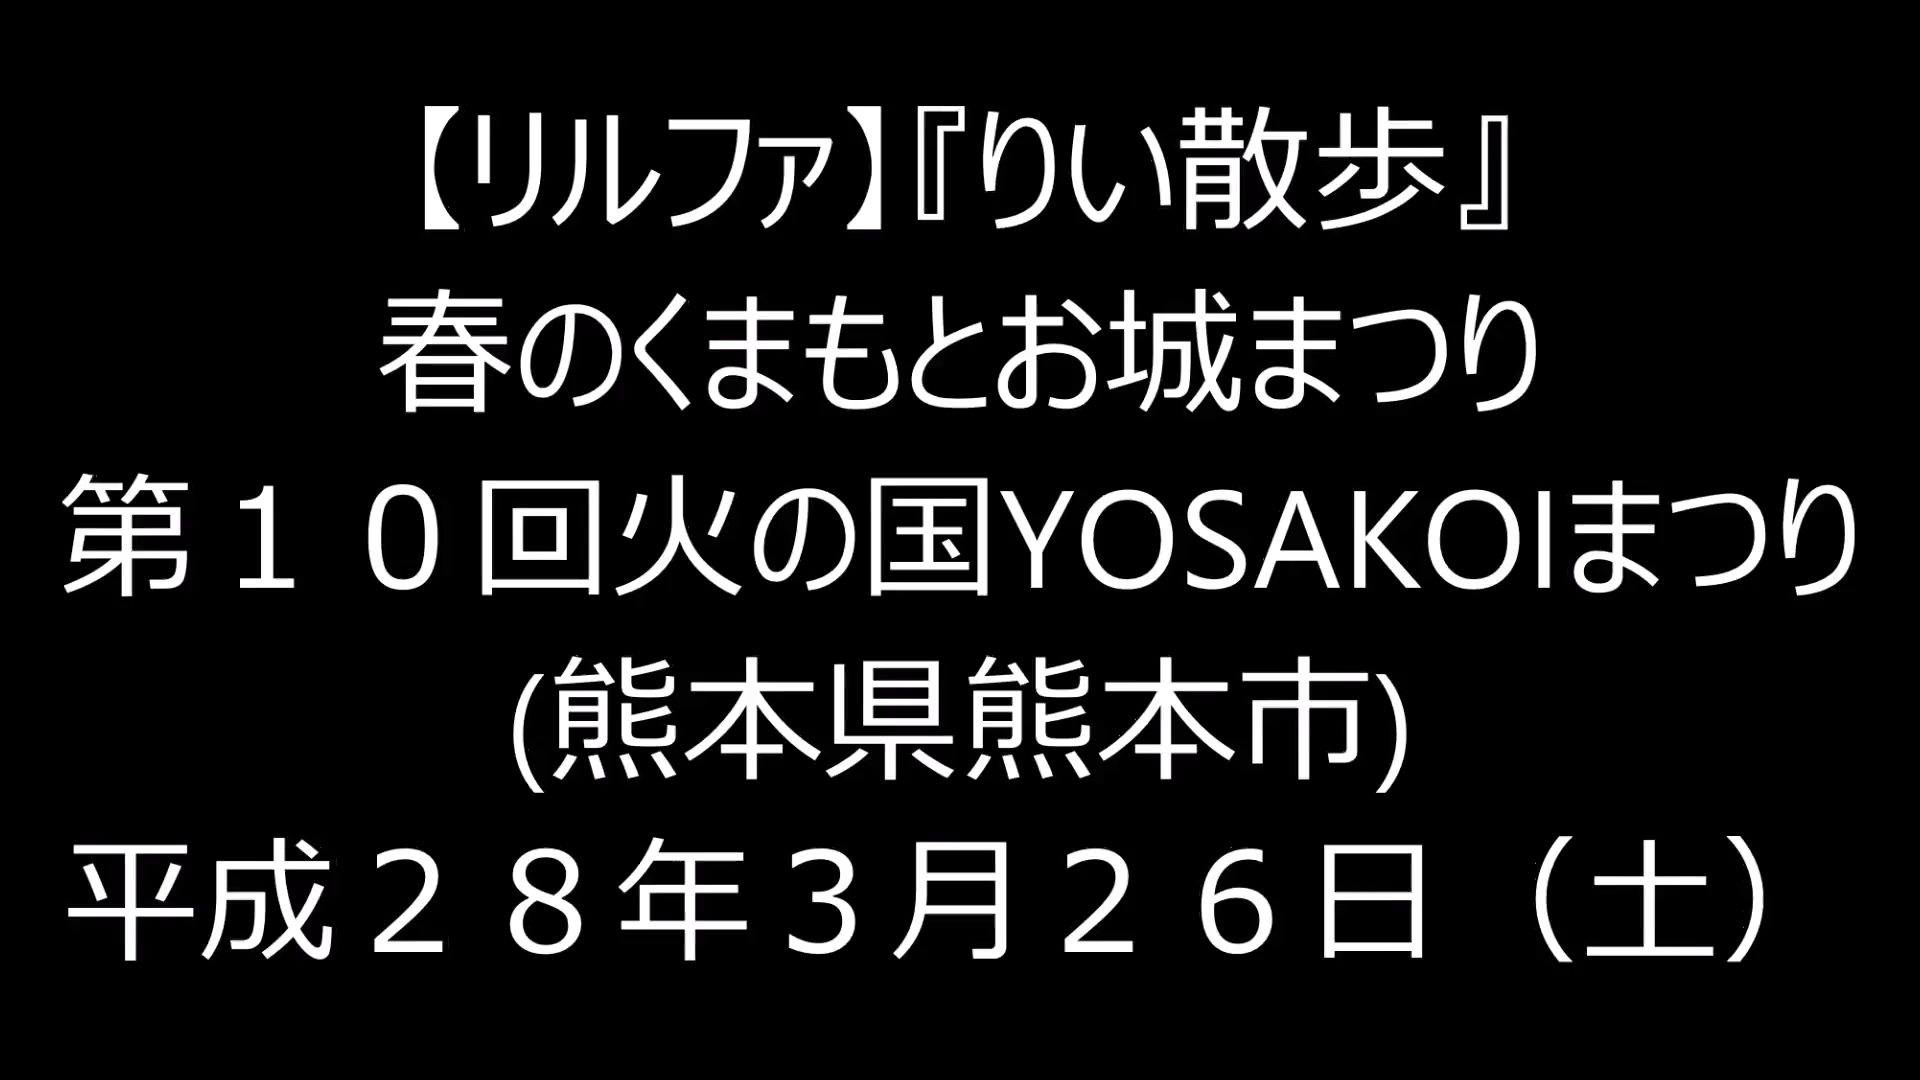 【リルファ】『りい散歩』
春のくまもとお城まつり
第１０回火の国YOSAKOIまつり
(熊本県熊本市)
平成２８年３月２６日（土）